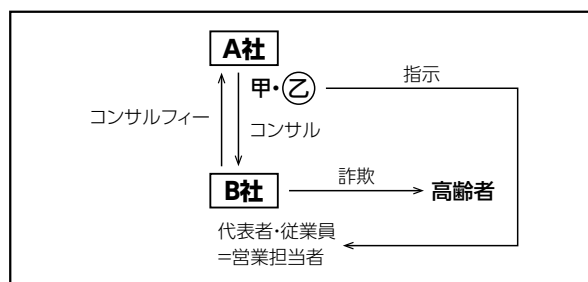 A社
甲・乙
指示
コンサルフィー
コンサル
B社
詐欺
高齢者
代表者・従業員
=営業担当者